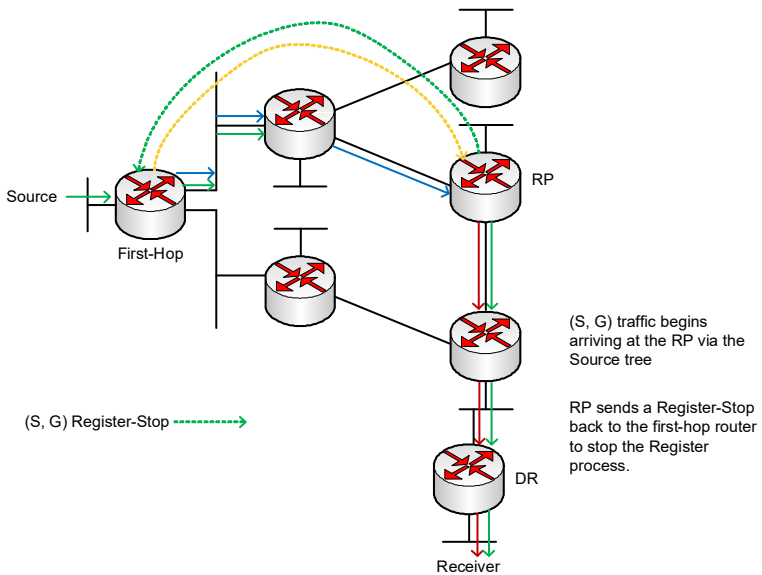 RP
Source
First-Hop
(S, G) traffic begins
arriving at the RP via the
Source tree
(S, G) Register-Stop
RP sends a Register-Stop
back to the first-hop router
to stop the Register
process.
DR
Receiver